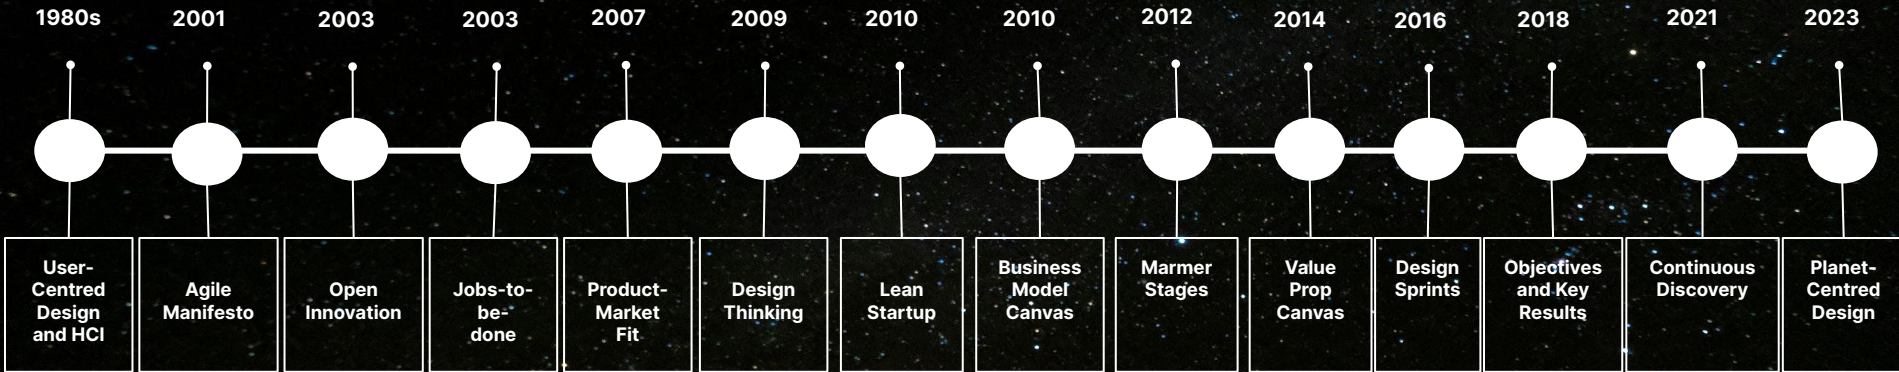 1980s
2001
2003
2003
2007
2009
2010
2010
2012
2014
2016
2018
2021
2023
User-
Centred
Design
and HCI
Agile
Manifesto
Open
Innovation
Jobs-to-
be-
done
Product-
Market
Fit
Design
Thinking
Lean
Startup
Business
Model
Canvas
Marmer
Stages
Value
Prop
Canvas
Design
Sprints
Objectives
and Key
Results
Continuous
Discovery
Planet-
Centred
Design